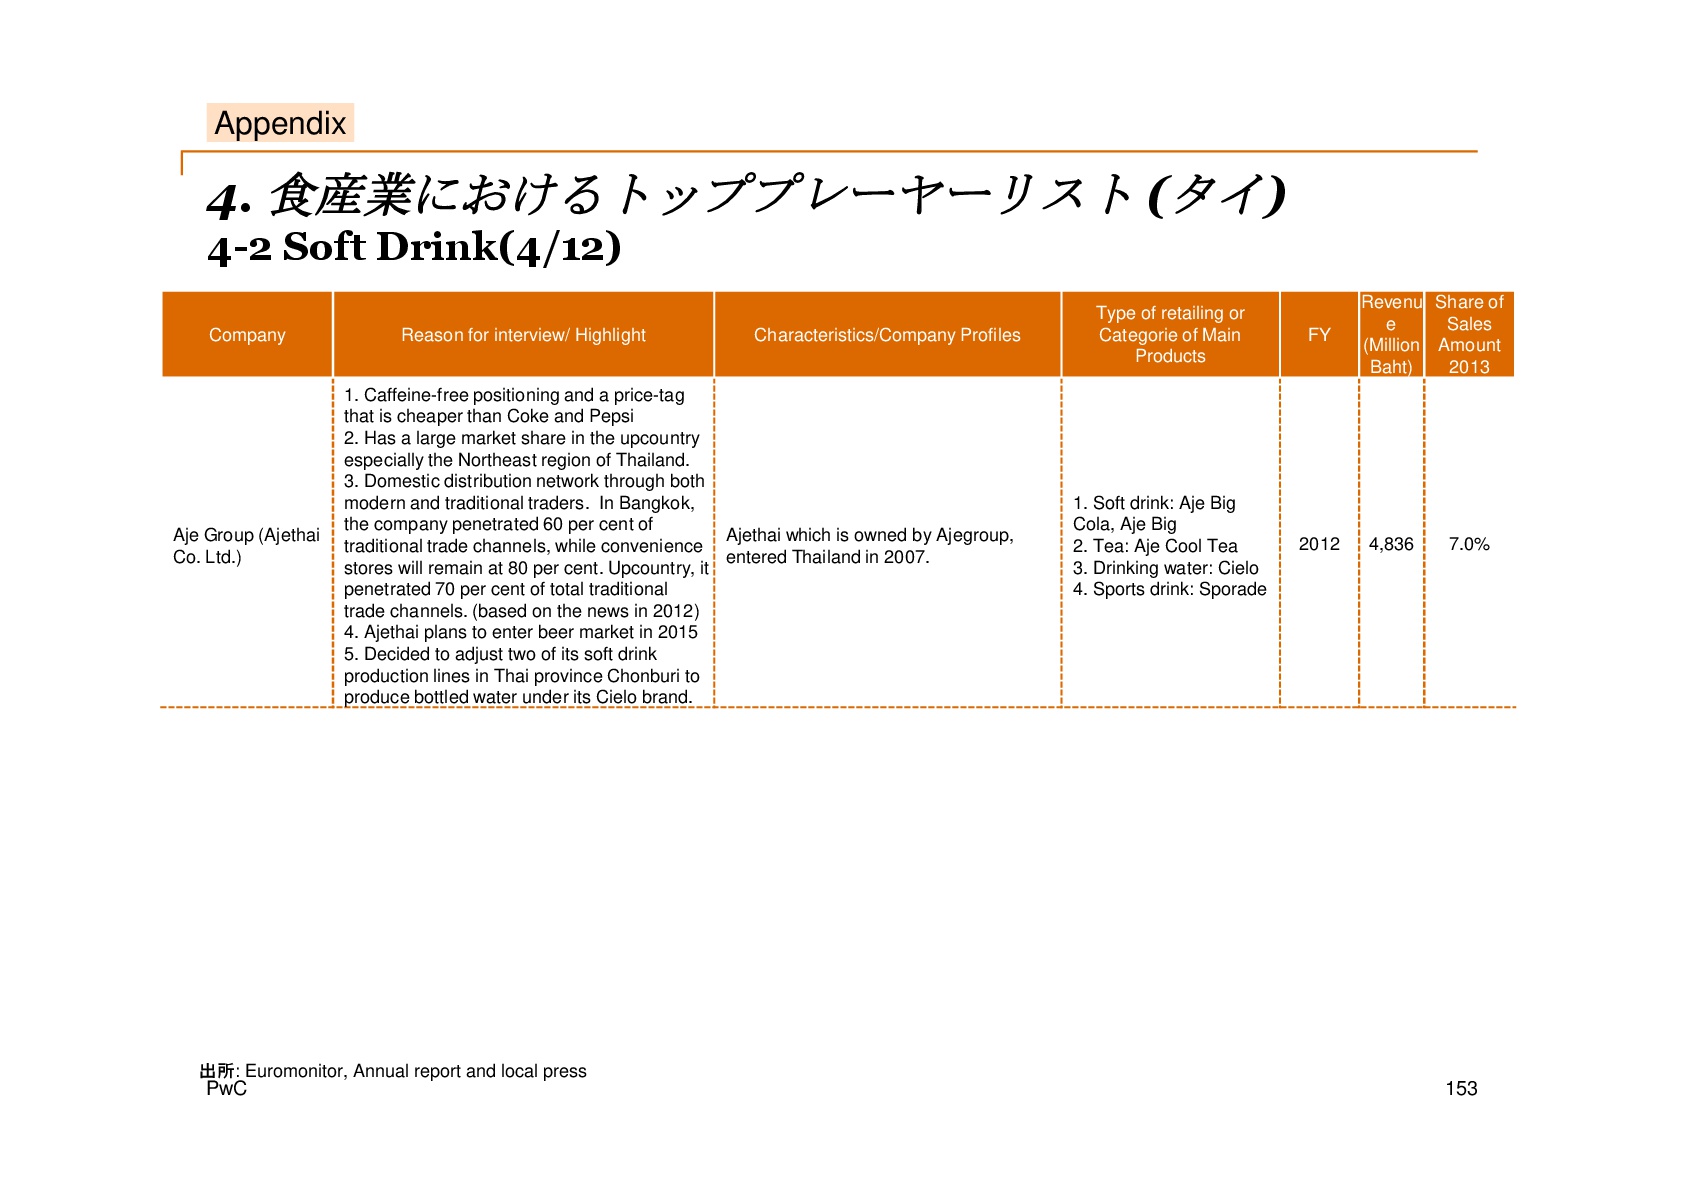 Appendix
4. 食産業におけるトッププレーヤーリスト(タイ)
4-2 Soft Drink(4/12)
Company
Reason for interview/ Highlight
Characteristics/Company Profiles
Type of retailing or
Categorie of Main
Products
FY
Revenu
e
(Million
Baht)
Share of
Sales
Amount
2013
Aje Group (Ajethai
Co. Ltd.)
1. Caffeine-free positioning and a price-tag
that is cheaper than Coke and Pepsi
2. Has a large market share in the upcountry
especially the Northeast region of Thailand.
3. Domestic distribution network through both
modern and traditional traders.  In Bangkok,
the company penetrated 60 per cent of
traditional trade channels, while convenience
stores will remain at 80 per cent. Upcountry, it
penetrated 70 per cent of total traditional
trade channels. (based on the news in 2012)
4. Ajethai plans to enter beer market in 2015
5. Decided to adjust two of its soft drink
production lines in Thai province Chonburi to
produce bottled water under its Cielo brand.
Ajethai which is owned by Ajegroup,
entered Thailand in 2007.
1. Soft drink: Aje Big
Cola, Aje Big
2. Tea: Aje Cool Tea
3. Drinking water: Cielo
4. Sports drink: Sporade
2012
4,836
7.0%
出所: Euromonitor, Annual report and local press
PwC
153